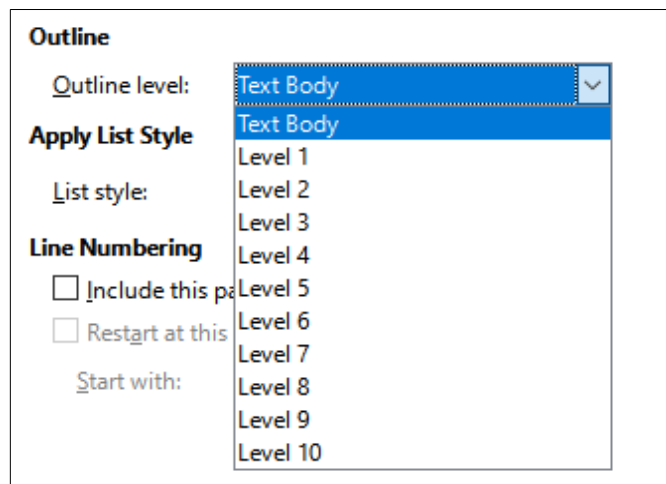 Outline
Outline level: Text Body
Text Body
Apply List Style
Level 1
List style: Level 2
Level 3
Line Numbering
Level 4
Include this pa Level 5
Level 6
Restart at this
Level 7
Start with: Level 8
Level 9
Level 10